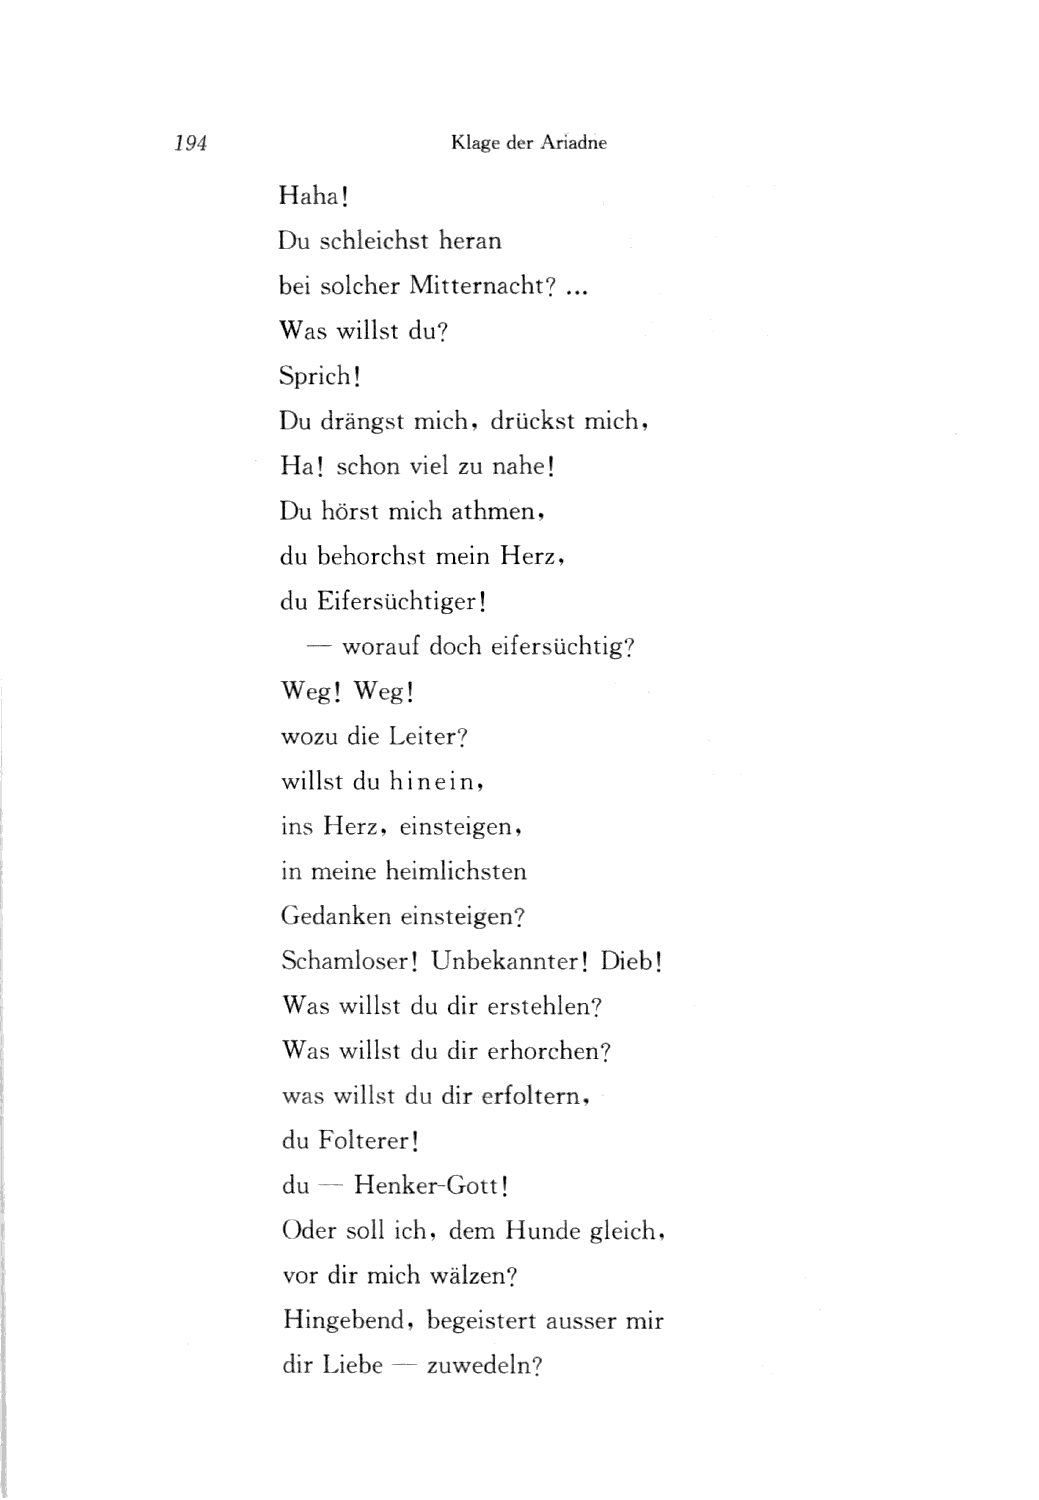 194 Klage der Ariadne
Haha!
Du schleichst heran
bei solcher Mitternacht? ...
Was willst du?
Sprich!
Du drängst mich, drückst mich,
Ha! schon viel zu nahe!
Du hörst mich athmen,
du behorchst mein Herz,
du Eifersüchtiger!
— worauf doch eifersüchtig?
Weg! Weg!
wozu die Leiter?
willst du hinein,
ins Herz, einsteigen,
in meine heimlichsten
Gedanken einsteigen?
Schamloser! Unbekannter! Dieb!
Was willst du dir erstehlen?
Was willst du dir erhorchen?
was willst du dir erfoltern,
du Folterer!
du — Henker-Gott!
Oder soll ich, dem Hunde gleich,
vor dir mich wälzen?
Hingebend, begeistert ausser mir
dir Liebe — zuwedeln?